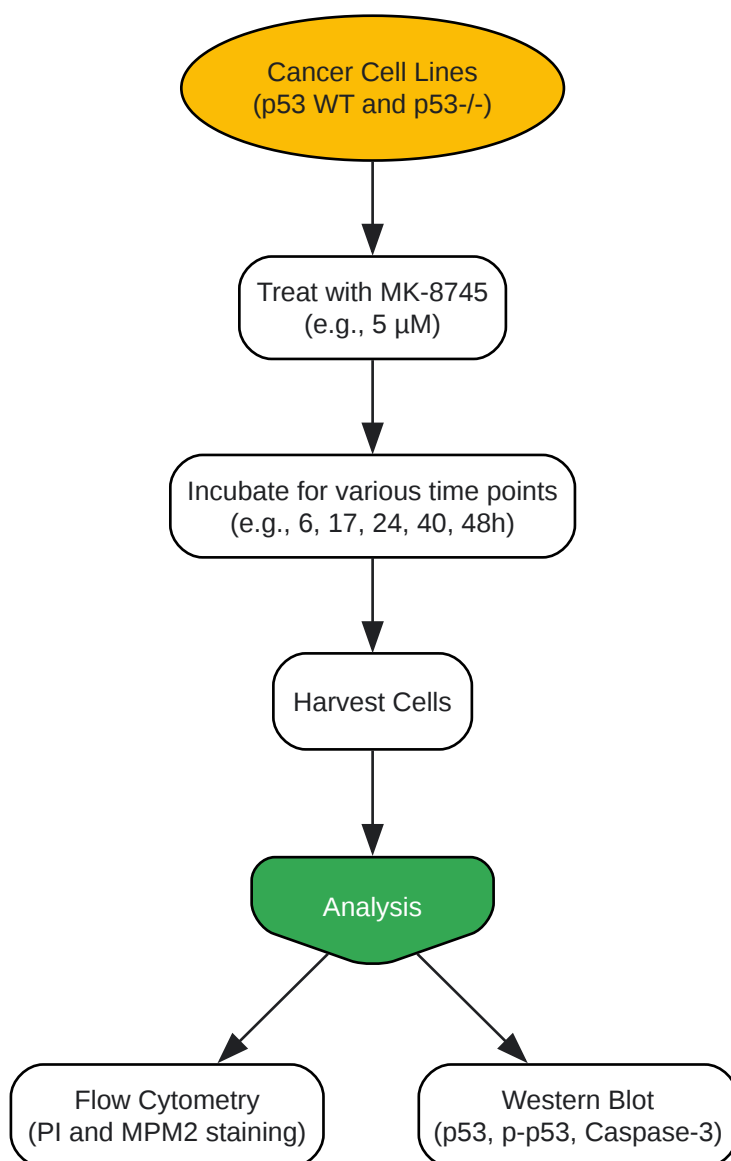 Cancer Cell Lines
(p53 WT and p53-/-)
Treat with MK-8745
(e.g., 5 µM)
Incubate for various time points
(e.g., 6, 17, 24, 40, 48h)
Harvest Cells
Analysis
Flow Cytometry
(PI and MPM2 staining)
Western Blot
(p53, p-p53, Caspase-3)